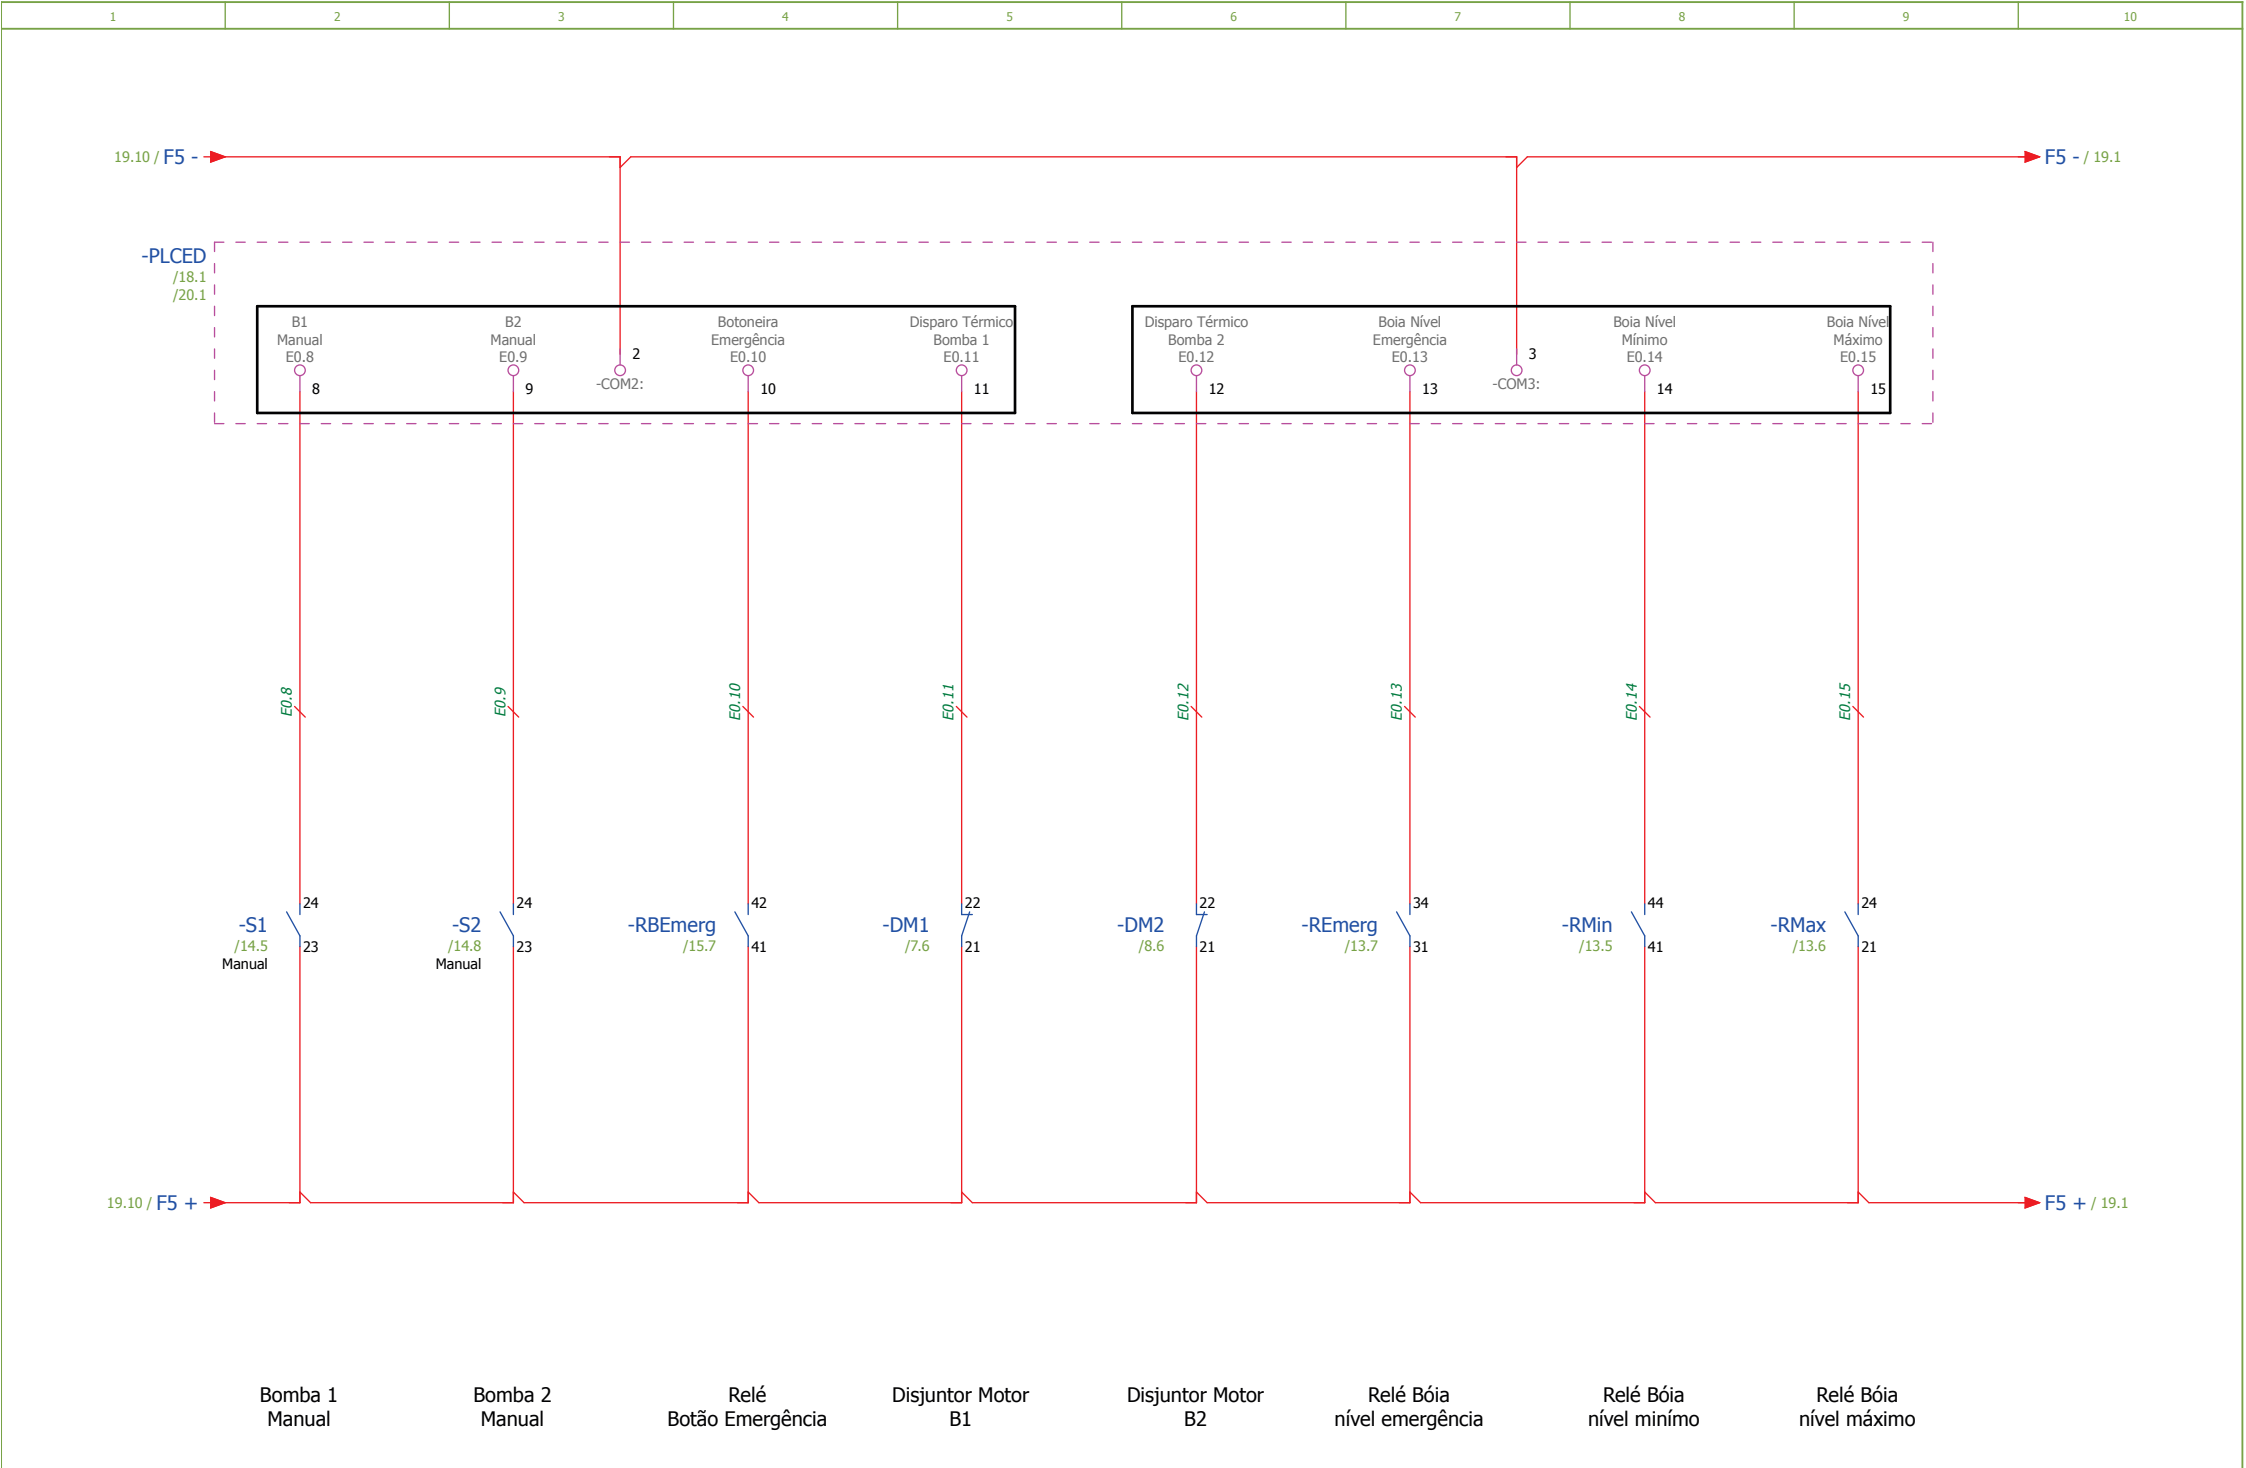 1 2 3 4 5 6 7 8 9 10
19.10 / F5 -
F5 - / 19.1
-PLCED
/18.1
/20.1
B1
Manual
E0.8
8
B2
Manual
E0.9
9
2
-COM2:
Botoneira
Emergência
E0.10
10
Disparo Térmico
Bomba 1
E0.11
11
Disparo Térmico
Bomba 2
E0.12
12
Boia Nível
Emergência
E0.13
13
3
-COM3:
Boia Nível
Mínimo
E0.14
14
Boia Nível
Máximo
E0.15
15
E0.8
E0.9
E0.10
E0.11
E0.12
E0.13
E0.14
E0.15
24
-S1
/14.5
23
Manual
24
-S2
/14.8
23
Manual
42
-RBEmerg
/15.7
41
22
-DM1
/7.6
21
22
-DM2
/8.6
21
34
-REmerg
/13.7
31
44
-RMin
/13.5
41
24
-RMax
/13.6
21
19.10 / F5 +
F5 + / 19.1
Bomba 1
Manual
Bomba 2
Manual
Relé
Botão Emergência
Disjuntor Motor
B1
Disjuntor Motor
B2
Relé Bóia
nível emergência
Relé Bóia
nível minímo
Relé Bóia
nível máximo